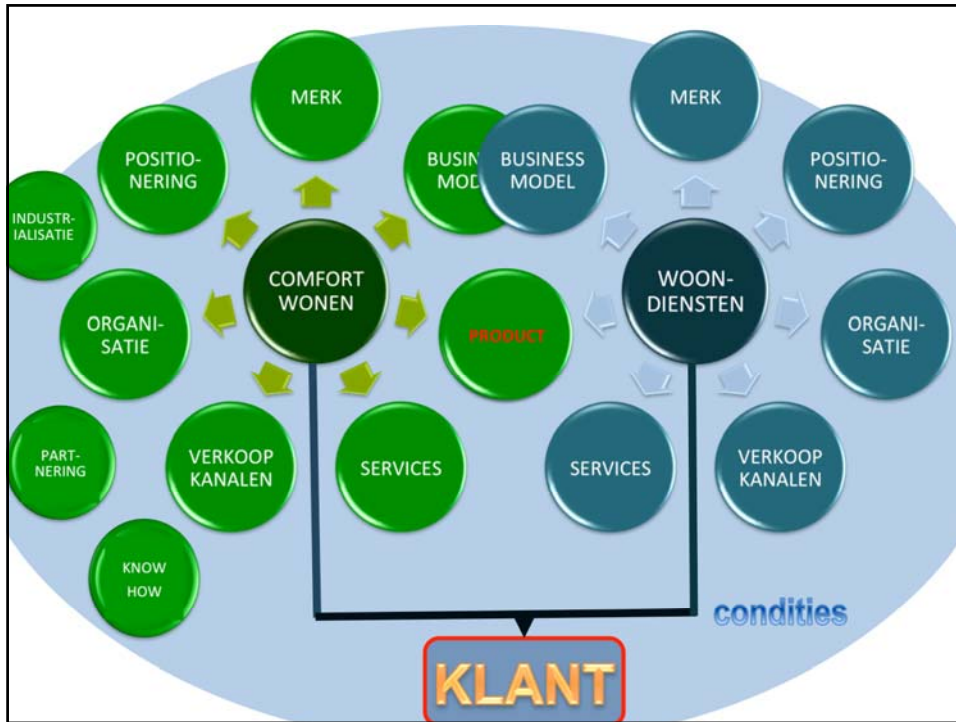 MERK
MERK
POSITIO-
NERING
BUSIN
MOD
BUSINESS
MODEL
POSITIO-
NERING
INDUSTR-
IALISATIE
COMFORT
WONEN
WOON-
DIENSTEN
ORGANI-
SATIE
PRODUCT
ORGANI-
SATIE
PART-
NERING
VERKOOP
KANALEN
SERVICES
SERVICES
VERKOOP
KANALEN
KNOW
HOW
condities
KLANT